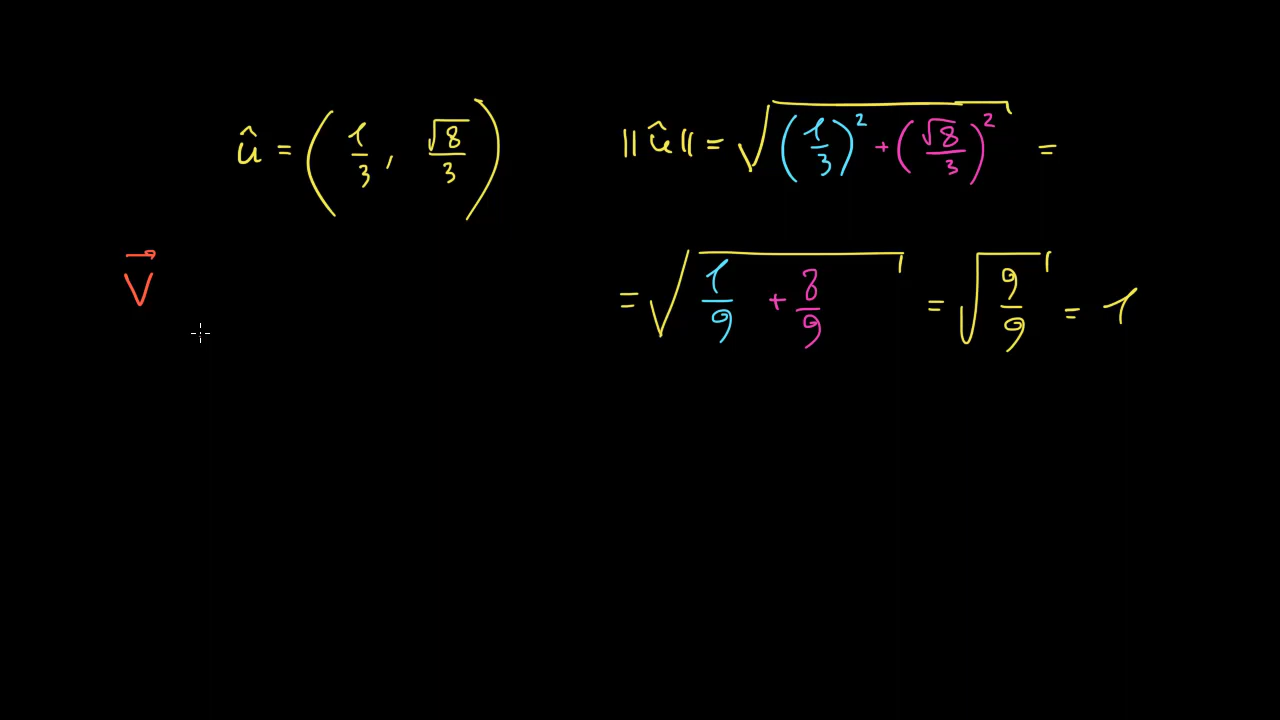 û = (1/3, √8/3)
||û|| = √((1/3)² + (√8/3)²) =
= √(1/9 + 8/9) = √(9/9) = 1
V⃗